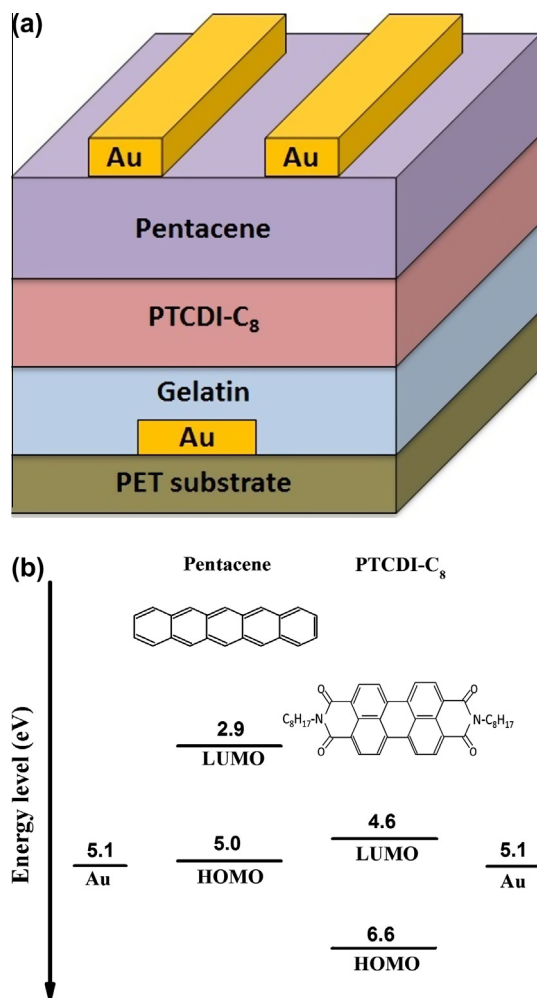 (a)
Au Au
Pentacene
PTCDI-C₈
Gelatin
Au
PET substrate
(b)
Pentacene PTCDI-C₈
Energy level (eV)
O O
C₈H₁₇-N N-C₈H₁₇
O O
2.9
LUMO
4.6
LUMO
5.1
Au
5.0
HOMO
5.1
Au
6.6
HOMO